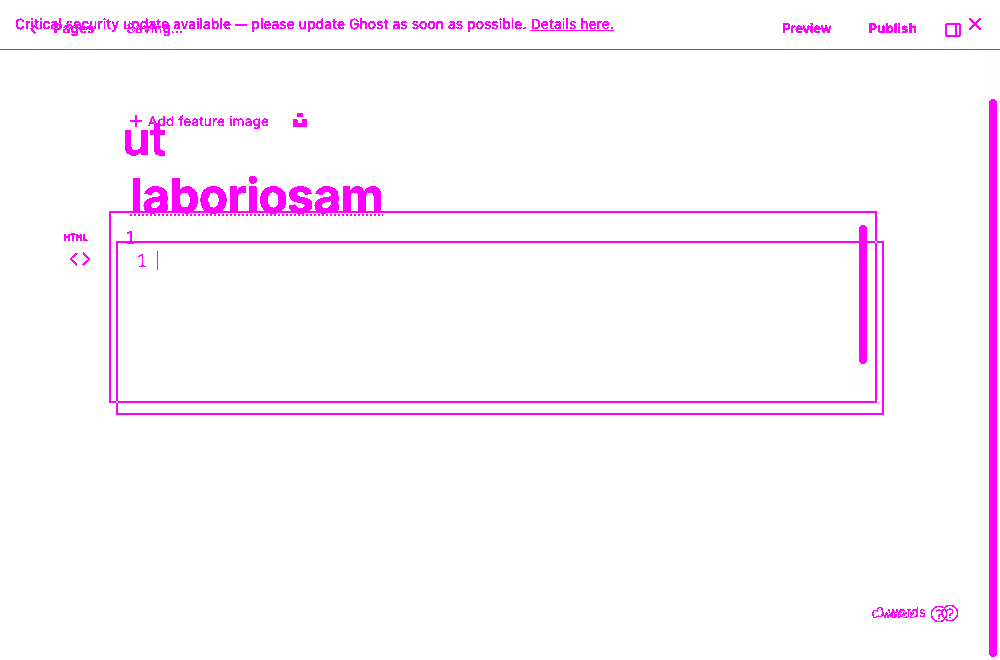 Critical security update available — please update Ghost as soon as possible. Details here.
Pages Saving... Preview Publish
Add feature image
ut
laboriosam
HTML
1
1
0 words